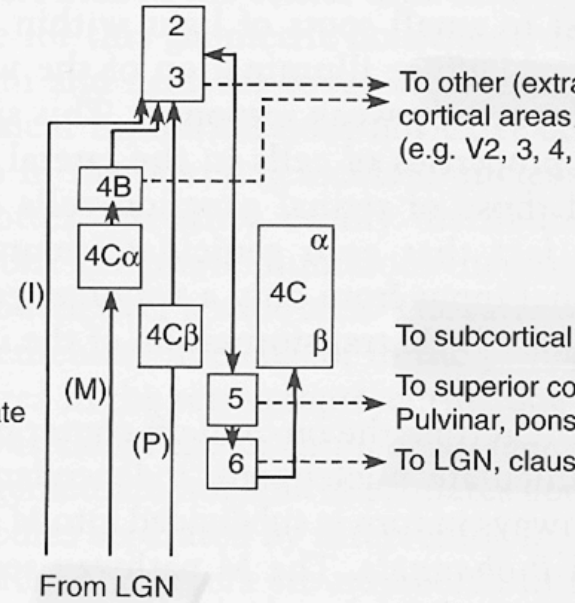 2
3
To other (extra
cortical areas
(e.g. V2, 3, 4,
4B
4Cα
α
4C
β
(I)
4Cβ
To subcortical
(M)
5
To superior co
Pulvinar, pons
ate
(P)
6
To LGN, claus
From LGN